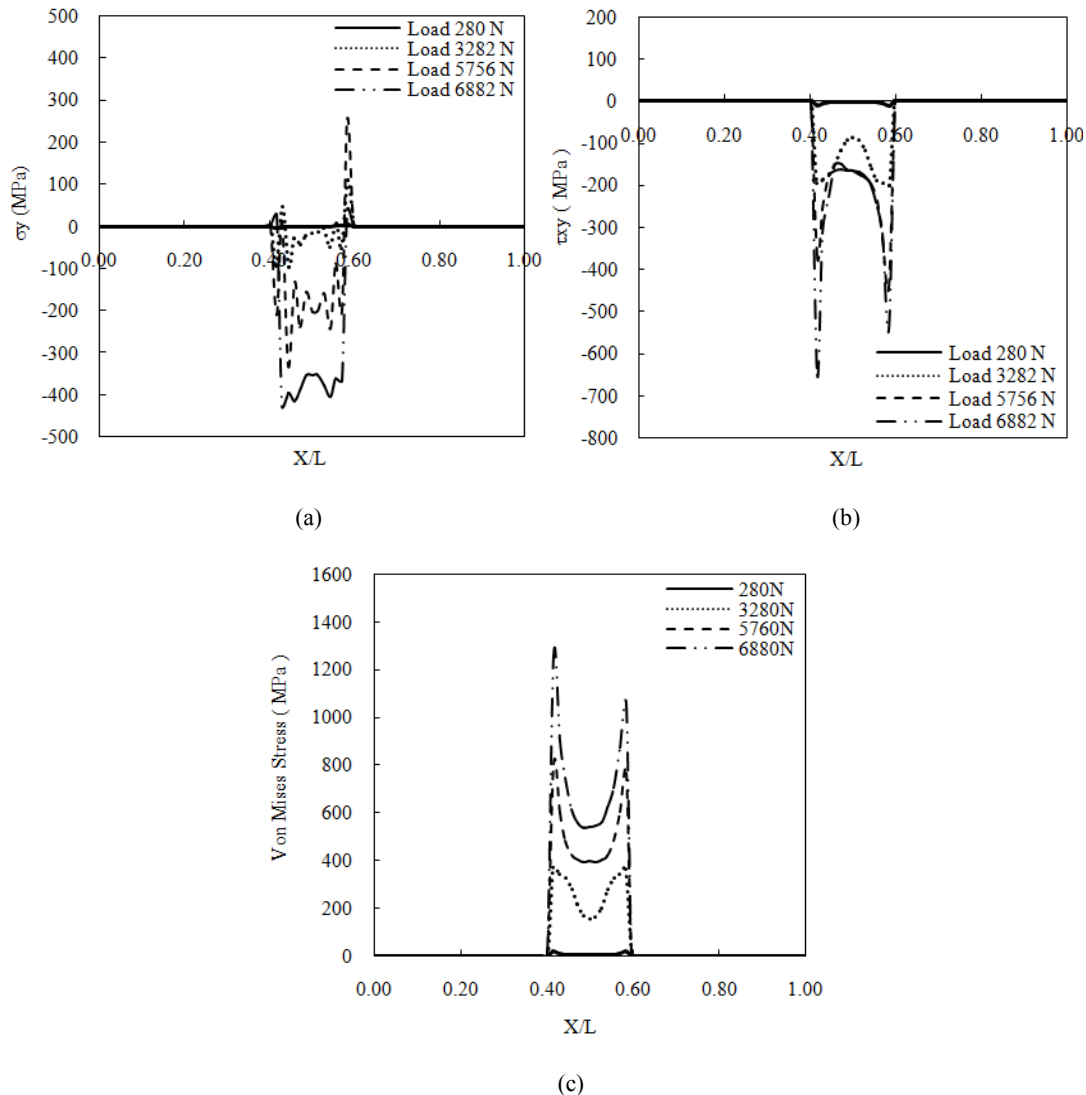 500
400
300
200
100
0
-100
-200
-300
-400
-500
σy (MPa)
0.00 0.20 0.40 0.60 0.80 1.00
X/L
Load 280 N
Load 3282 N
Load 5756 N
Load 6882 N
(a)
200
100
0
-100
-200
-300
-400
-500
-600
-700
-800
τxy ( MPa )
0.00 0.20 0.40 0.60 0.80 1.00
X/L
Load 280 N
Load 3282 N
Load 5756 N
Load 6882 N
(b)
1600
1400
1200
1000
800
600
400
200
0
Von Mises Stress ( MPa )
0.00 0.20 0.40 0.60 0.80 1.00
X/L
280N
3280N
5760N
6880N
(c)